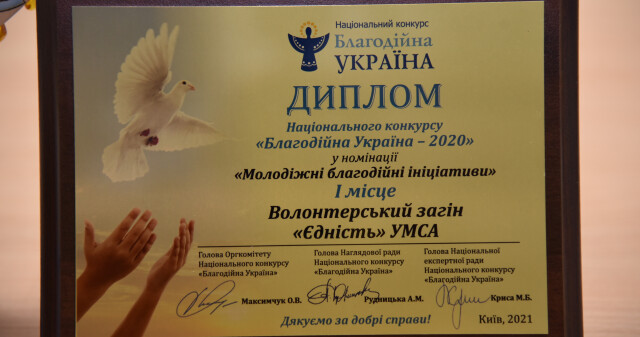 Національний конкурс
Благодійна
УКРАЇНА
ДИПЛОМ
Національного конкурсу
«Благодійна Україна – 2020»
у номінації
«Молодіжні благодійні ініціативи»
І місце
Волонтерський загін
«Єдність» УМСА
Голова Оргкомітету
Національного конкурсу
«Благодійна Україна»
Максимчук О.В.
Голова Наглядової ради
Національного конкурсу
«Благодійна Україна»
Рудницька А.М.
Голова Національної
експертної ради
Національного конкурсу
«Благодійна Україна»
Криса М.Б.
Дякуємо за добрі справи!
Київ, 2021